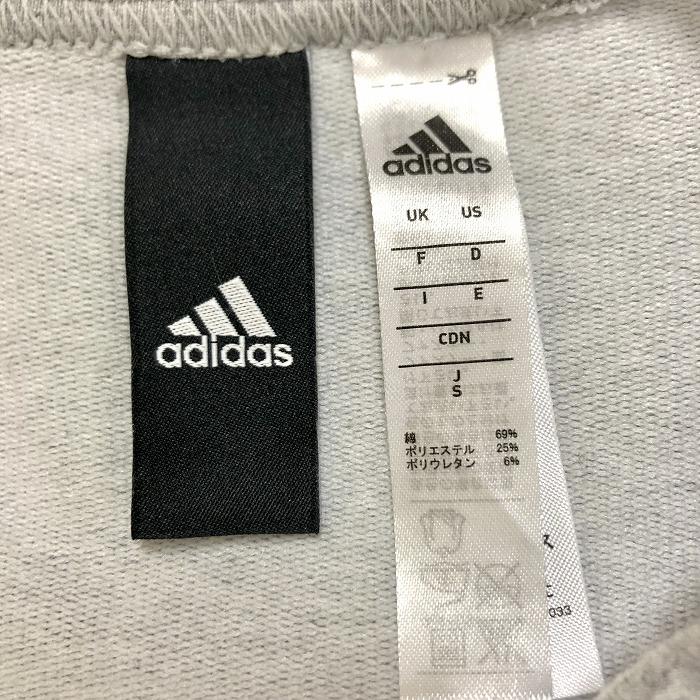 adidas
adidas
UK US
F D
I E
CDN
J
S
綿 69%
ポリエステル 25%
ポリウレタン 6%
033